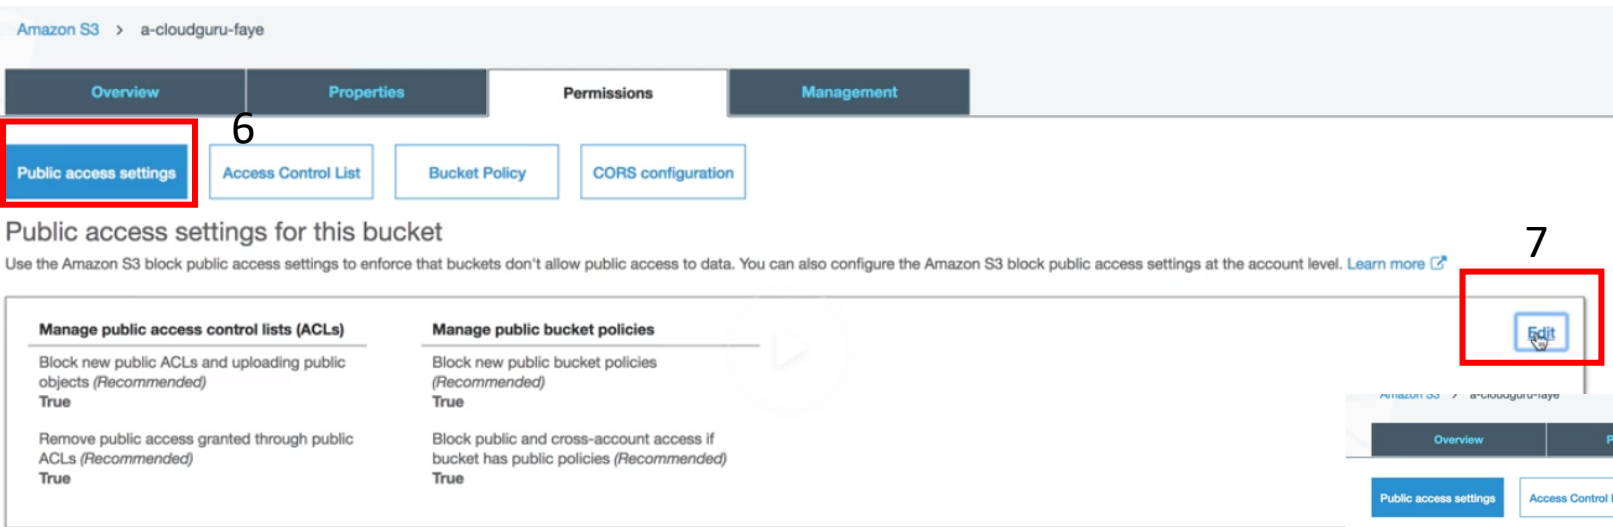 Amazon S3 > a-cloudguru-faye
Overview Properties Permissions Management
6
Public access settings Access Control List Bucket Policy CORS configuration
Public access settings for this bucket
7
Use the Amazon S3 block public access settings to enforce that buckets don't allow public access to data. You can also configure the Amazon S3 block public access settings at the account level. Learn more
Manage public access control lists (ACLs)
Block new public ACLs and uploading public
objects (Recommended)
True
Remove public access granted through public
ACLs (Recommended)
True
Manage public bucket policies
Block new public bucket policies
(Recommended)
True
Block public and cross-account access if
bucket has public policies (Recommended)
True
Edit
Amazon S3 > a-cloudguru-faye
Overview P
Public access settings Access Control